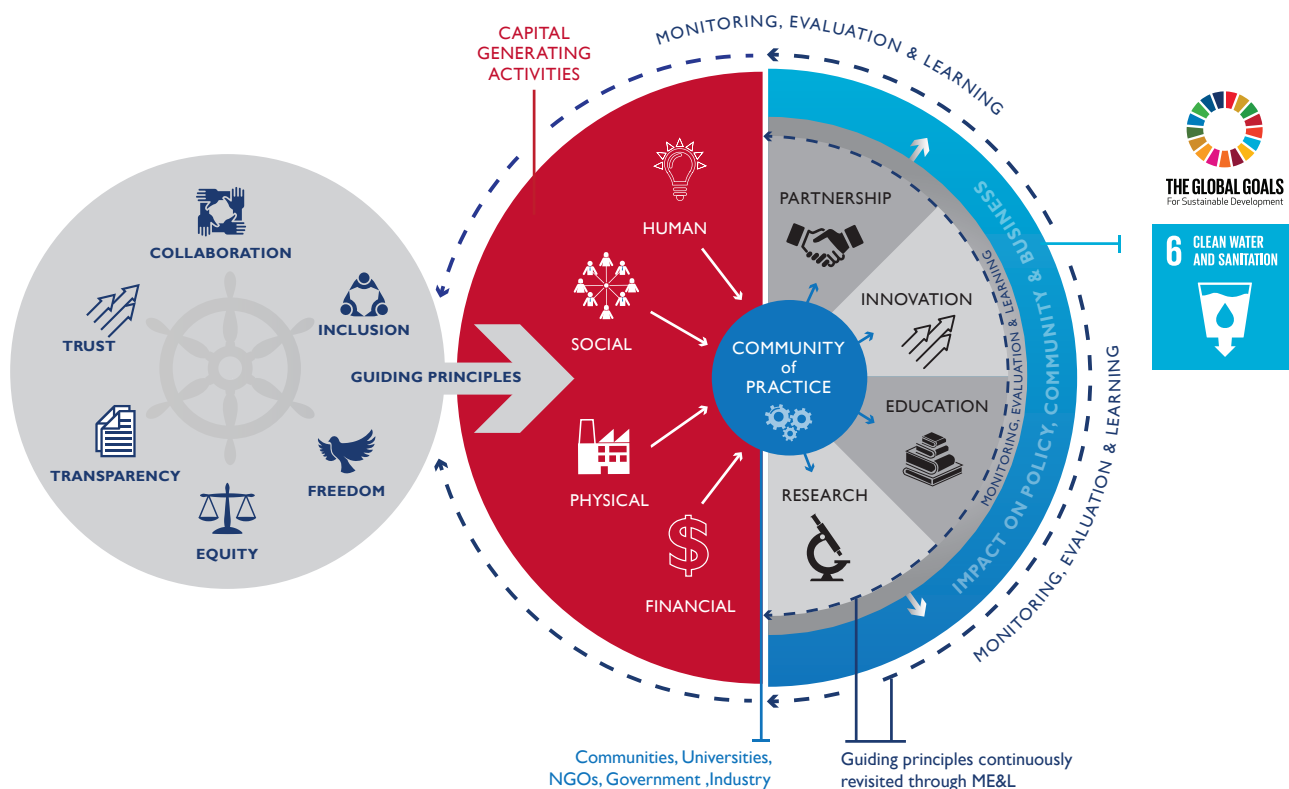 CAPITAL
GENERATING
ACTIVITIES
MONITORING, EVALUATION & LEARNING
COLLABORATION
TRUST
INCLUSION
GUIDING PRINCIPLES
TRANSPARENCY
FREEDOM
EQUITY
HUMAN
SOCIAL
PHYSICAL
FINANCIAL
COMMUNITY
of
PRACTICE
PARTNERSHIP
INNOVATION
EDUCATION
RESEARCH
MONITORING, EVALUATION & LEARNING
IMPACT ON POLICY, COMMUNITY & BUSINESS
MONITORING, EVALUATION & LEARNING
THE GLOBAL GOALS
For Sustainable Development
6 CLEAN WATER
AND SANITATION
Communities, Universities,
NGOs, Government ,Industry
Guiding principles continuously
revisited through ME&L